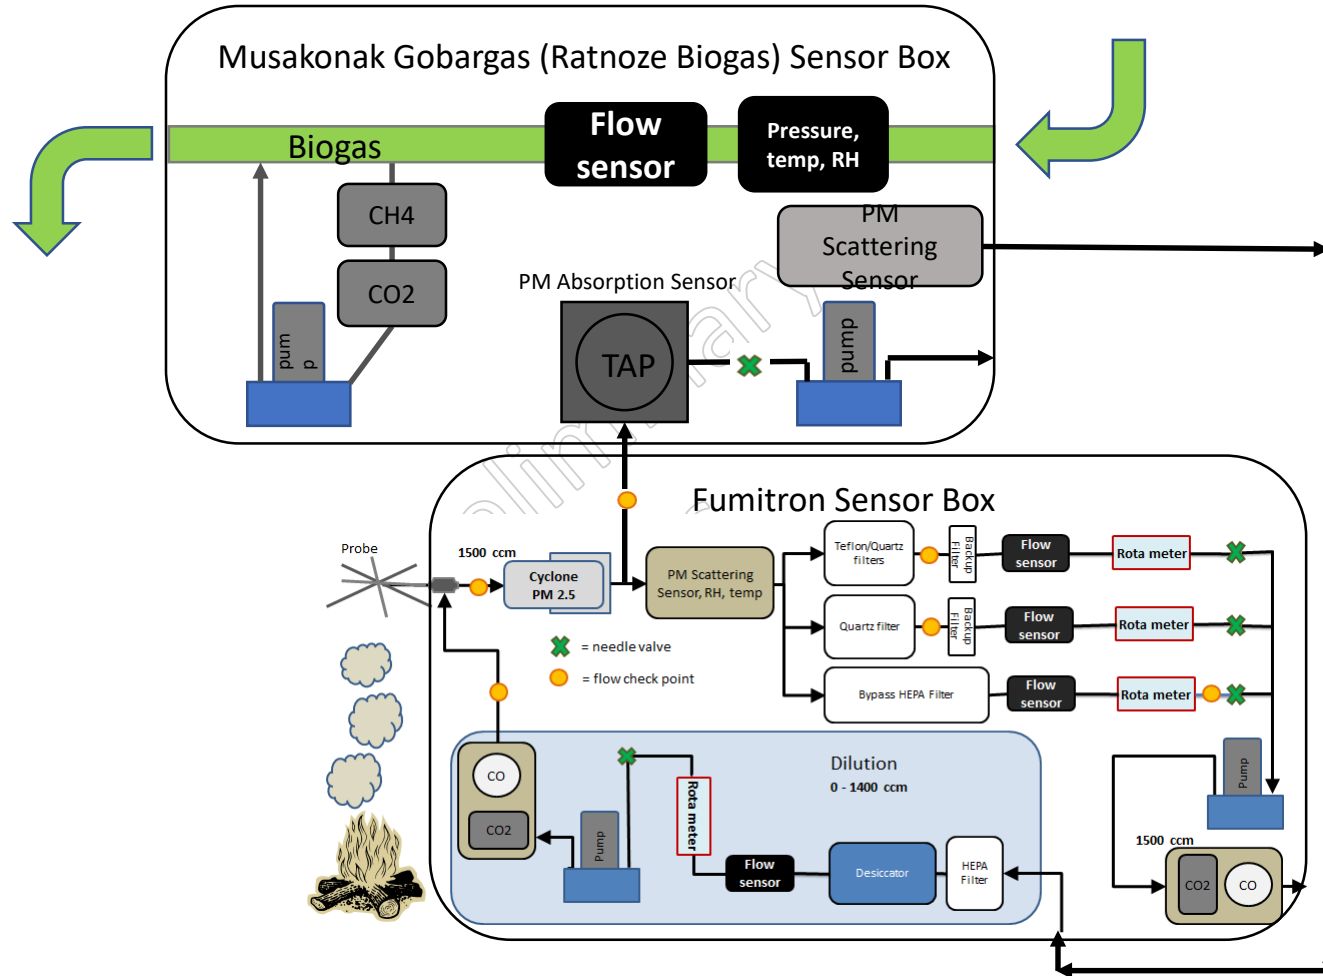 Musakonak Gobargas (Ratnoze Biogas) Sensor Box
Biogas
Flow
sensor
Pressure,
temp, RH
CH4
CO2
pum
p
PM
Scattering
Sensor
PM Absorption Sensor
TAP
pump
Fumitron Sensor Box
Probe
1500 ccm
Cyclone
PM 2.5
PM Scattering
Sensor, RH, temp
Teflon/Quartz
filters
Backup
Filter
Flow
sensor
Rota meter
Quartz filter
Backup
Filter
Flow
sensor
Rota meter
Bypass HEPA Filter
Flow
sensor
Rota meter
= needle valve
= flow check point
Dilution
0 - 1400 ccm
CO
CO2
Pump
Rota meter
Flow
sensor
Desiccator
HEPA
Filter
Pump
1500 ccm
CO2
CO